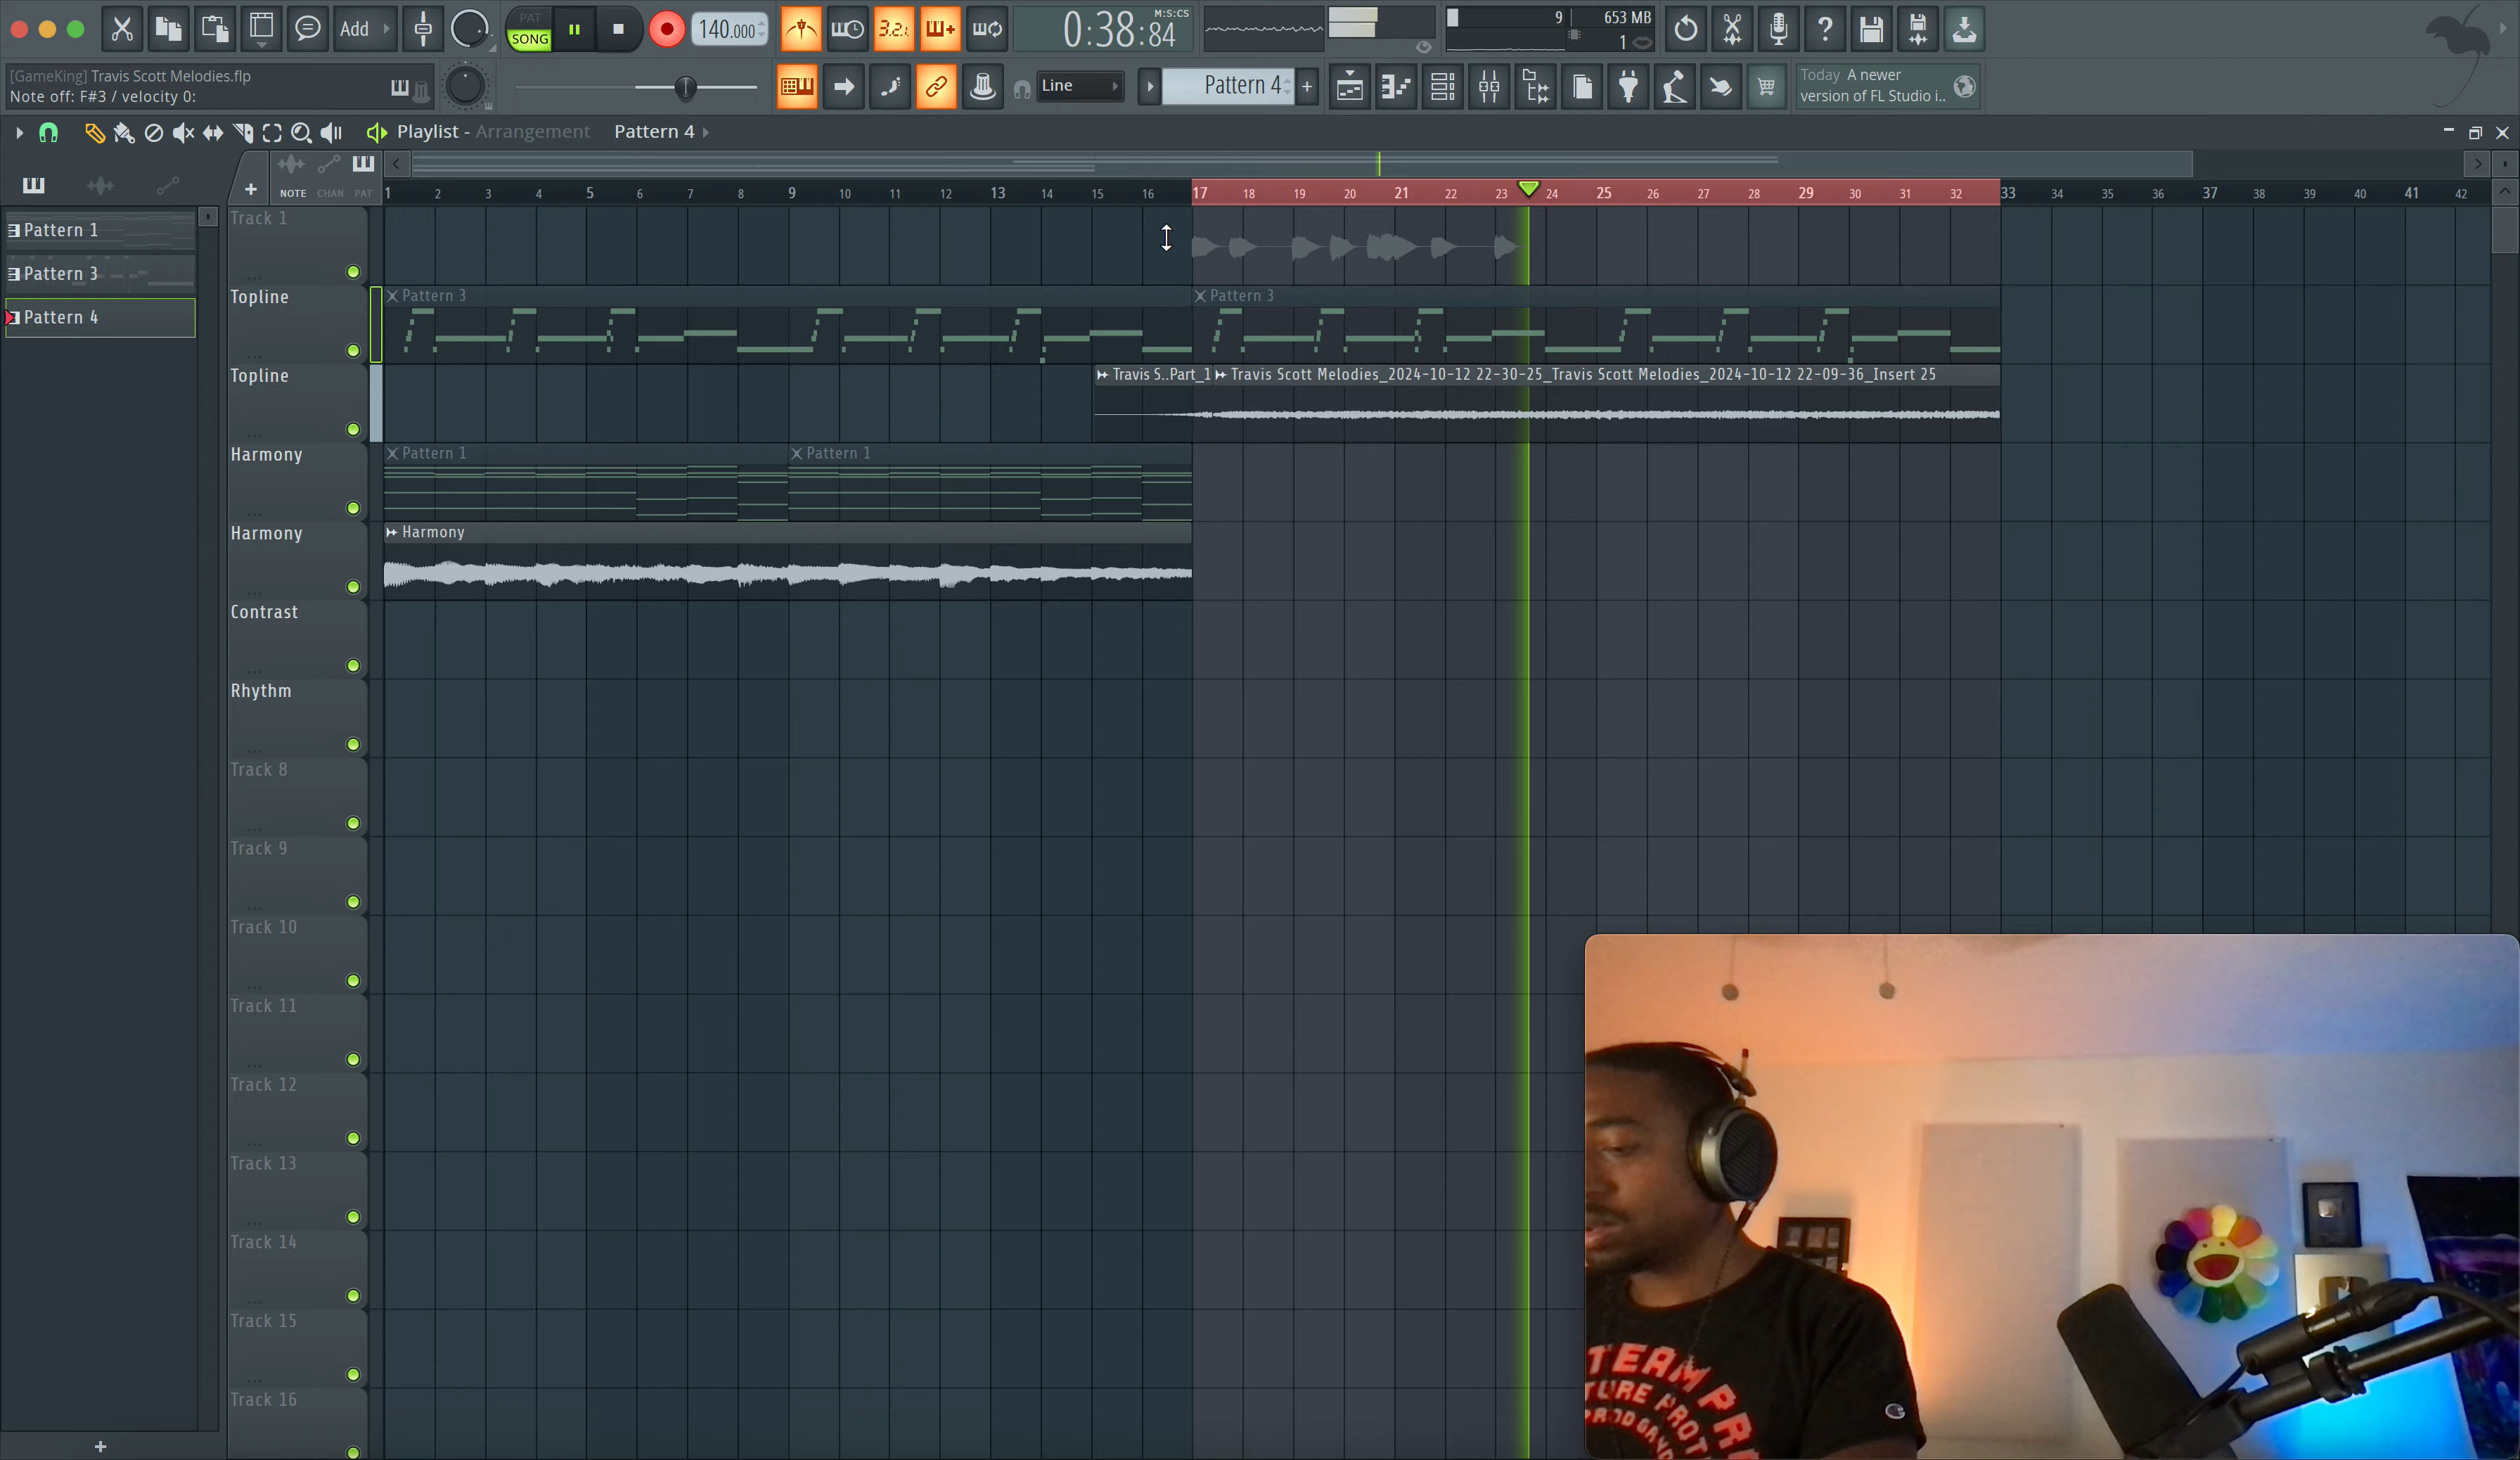 PAT
SONG
Add
140.000
3.2.1
M:S:CS
0:38:84
9
653 MB
1
[GameKing] Travis Scott Melodies.flp
Note off: F#3 / velocity 0:
Line
Pattern 4
+
Today A newer
version of FL Studio i..
Playlist - Arrangement Pattern 4
+
NOTE CHAN PAT
1 2 3 4 5 6 7 8 9 10 11 12 13 14 15 16 17 18 19 20 21 22 23 24 25 26 27 28 29 30 31 32 33 34 35 36 37 38 39 40 41 42
Pattern 1
Pattern 3
Pattern 4
Track 1
Topline
Pattern 3
Pattern 3
Topline
Travis S..Part_1
Travis Scott Melodies_2024-10-12 22-30-25_Travis Scott Melodies_2024-10-12 22-09-36_Insert 25
Harmony
Pattern 1
Pattern 1
Harmony
Harmony
Contrast
Rhythm
Track 8
Track 9
Track 10
Track 11
Track 12
Track 13
Track 14
Track 15
Track 16
+
TEAM